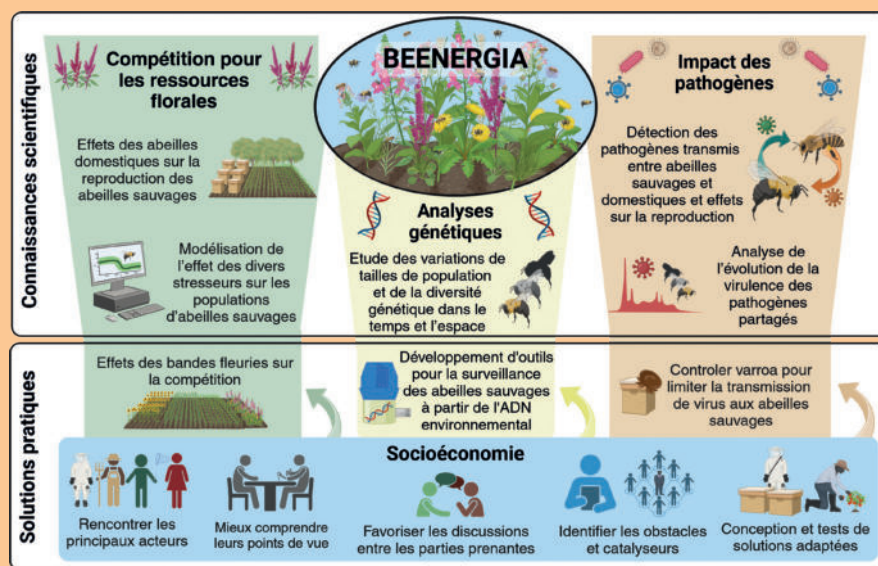 BEENERGIA
Connaissances scientifiques
Compétition pour
les ressources
florales
Effets des abeilles
domestiques sur la
reproduction des
abeilles sauvages
Modélisation de
l'effet des divers
stresseurs sur les
populations
d'abeilles sauvages
Analyses
génétiques
Etude des variations de
tailles de population
et de la diversité
génétique dans le
temps et l'espace
Impact des
pathogènes
Détection des
pathogènes transmis
entre abeilles
sauvages et
domestiques et effets
sur la reproduction
Analyse de
l'évolution de la
virulence des
pathogènes
partagés
Solutions pratiques
Effets des bandes fleuries sur
la compétition
Développement d'outils
pour la surveillance
des abeilles sauvages
à partir de l'ADN
environnemental
Controler varroa pour
limiter la transmission
de virus aux abeilles
sauvages
Socioéconomie
Rencontrer les
principaux acteurs
Mieux comprendre
leurs points de vue
Favoriser les discussions
entre les parties prenantes
Identifier les obstacles
et catalyseurs
Conception et tests de
solutions adaptées